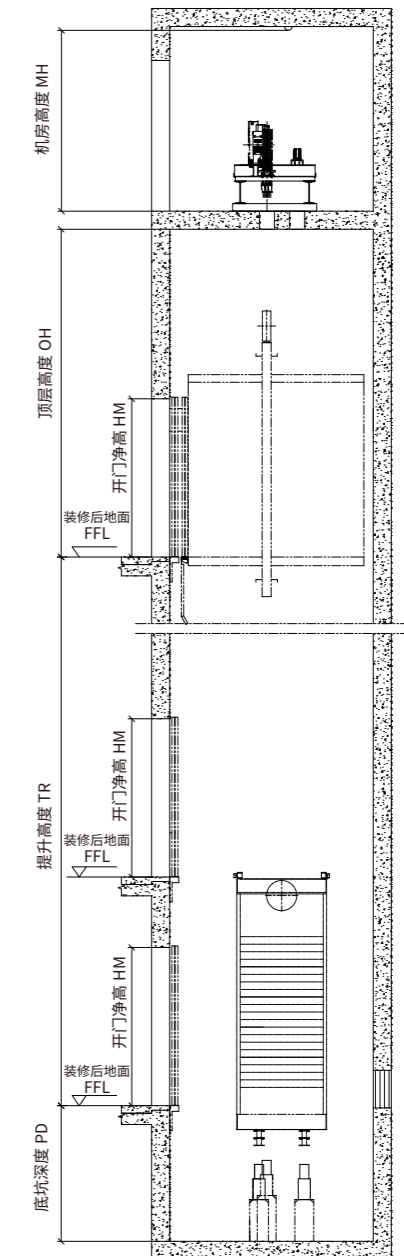 机房高度 MH
顶层高度 OH
开门净高 HM
装修后地面
FFL
提升高度 TR
开门净高 HM
装修后地面
FFL
开门净高 HM
装修后地面
FFL
底坑深度 PD